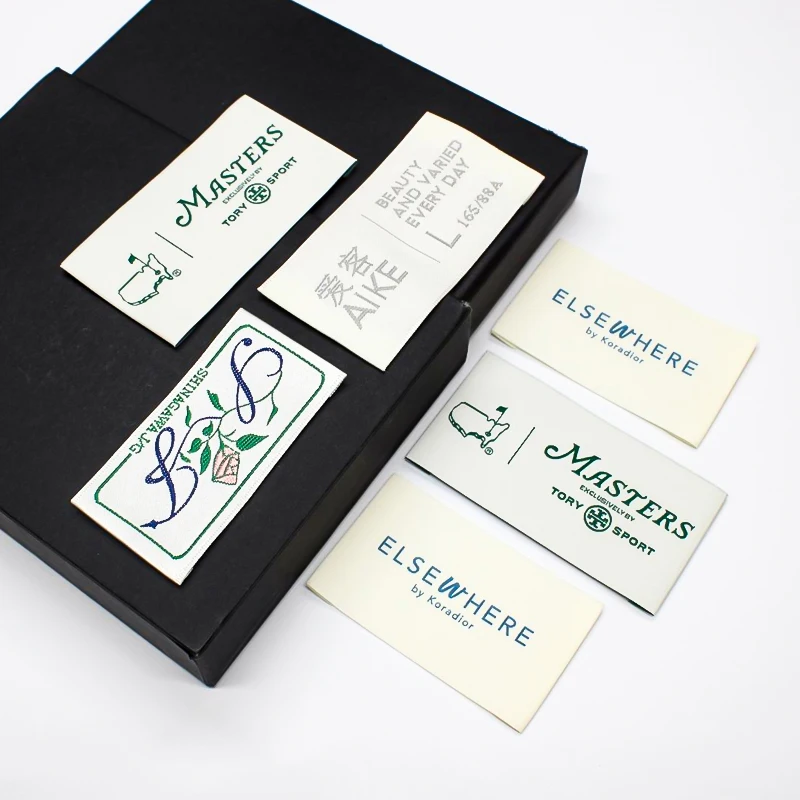 MASTERS
EXCLUSIVELY BY
TORY SPORT
®
爱客
AIKE
BEAUTY
AND VARIED
EVERY DAY
L 165/88A
SHINAGAWA.J&G
ELSEWHERE
by Koradior
®
MASTERS
EXCLUSIVELY BY
TORY SPORT
ELSEWHERE
by Koradior